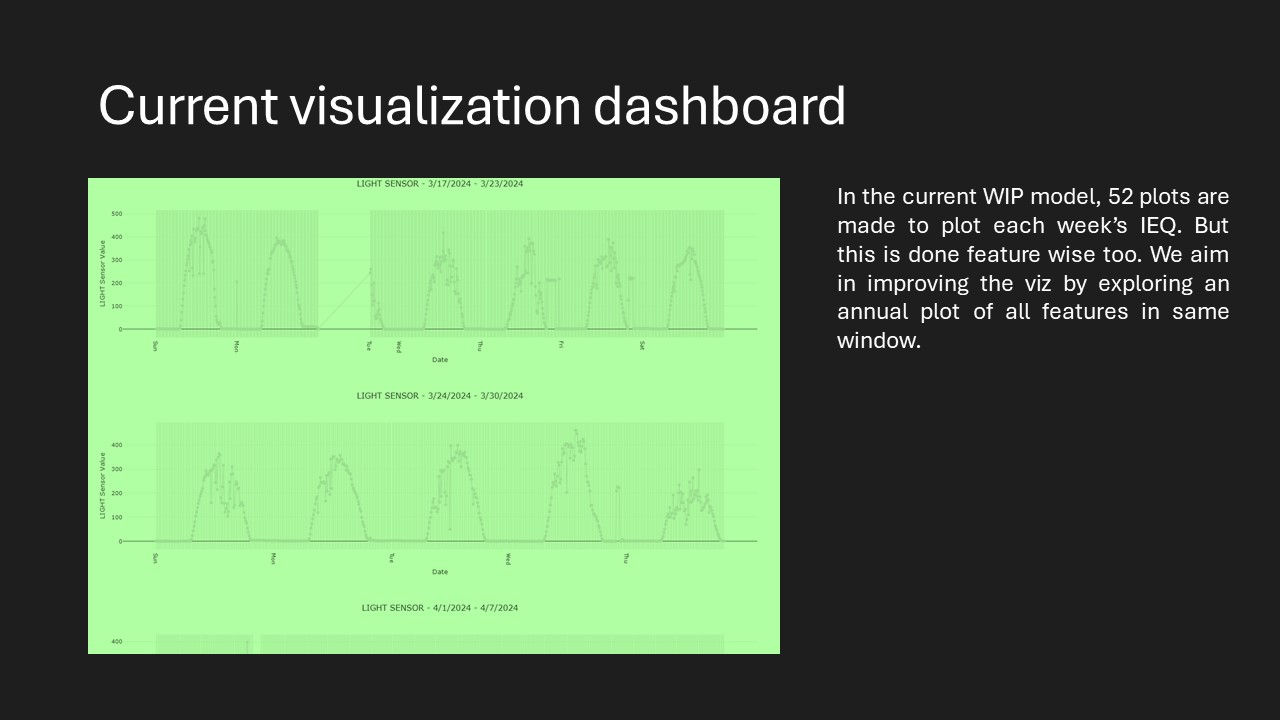 Current visualization dashboard
LIGHT SENSOR - 3/17/2024 - 3/23/2024
500
400
300
200
100
0
LIGHT Sensor Value
Sun
Mon
Tue
Wed
Thu
Fri
Sat
Date
LIGHT SENSOR - 3/24/2024 - 3/30/2024
400
300
200
100
0
LIGHT Sensor Value
Sun
Mon
Tue
Wed
Thu
Date
LIGHT SENSOR - 4/1/2024 - 4/7/2024
400
In the current WIP model, 52 plots are
made to plot each week’s IEQ. But
this is done feature wise too. We aim
in improving the viz by exploring an
annual plot of all features in same
window.